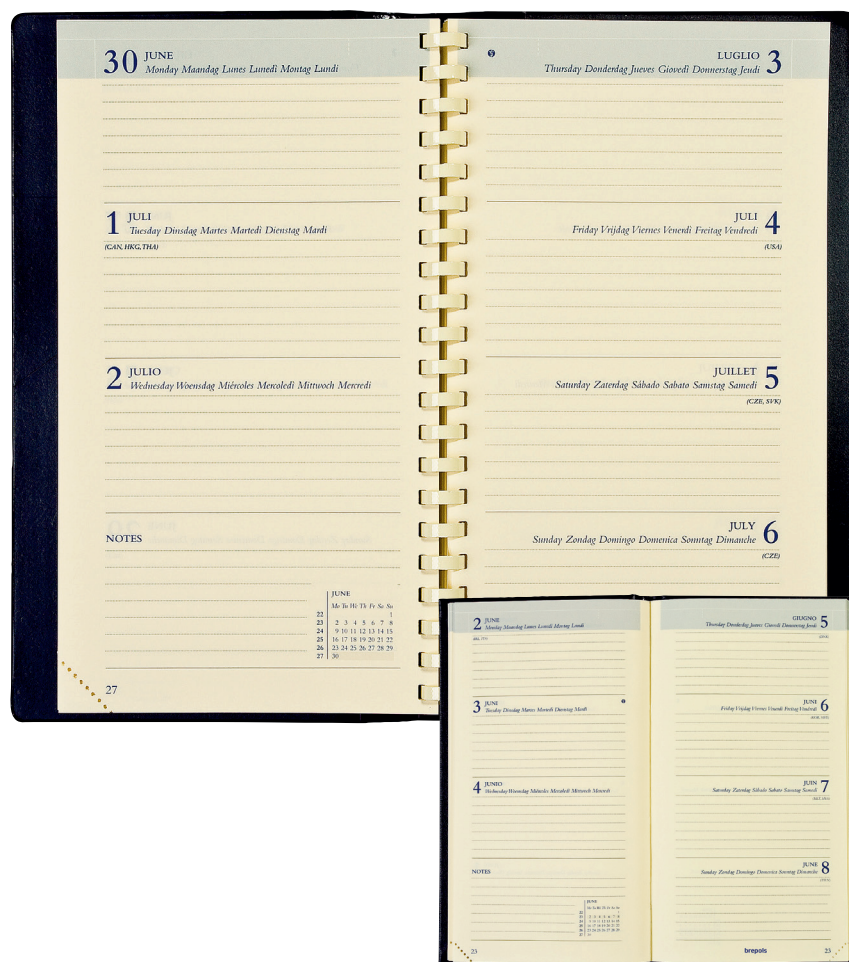 30 JUNE
Monday Maandag Lunes Lunedì Montag Lundi
1 JULI
Tuesday Dinsdag Martes Martedì Dienstag Mardi
(CAN, HKG, THA)
2 JULIO
Wednesday Woensdag Miércoles Mercoledì Mittwoch Mercredi
NOTES
JUNE
Mo Tu We Th Fr Sa Su
22 1
23 2 3 4 5 6 7 8
24 9 10 11 12 13 14 15
25 16 17 18 19 20 21 22
26 23 24 25 26 27 28 29
27 30
27
LUGLIO 3
Thursday Donderdag Jueves Giovedì Donnerstag Jeudi
JULI 4
Friday Vrijdag Viernes Venerdì Freitag Vendredi
(USA)
JUILLET 5
Saturday Zaterdag Sábado Sabato Samstag Samedi
(CZE, SVK)
JULY 6
Sunday Zondag Domingo Domenica Sonntag Dimanche
(CZE)
2 JUNE
Monday Maandag Lunes Lunedì Montag Lundi
3 JUNI
Tuesday Dinsdag Martes Martedì Dienstag Mardi
4 JUNIO
Wednesday Woensdag Miércoles Mercoledì Mittwoch Mercredi
NOTES
JUNE
23
GIUGNO 5
Thursday Donderdag Jueves Giovedì Donnerstag Jeudi
JUNE 6
Friday Vrijdag Viernes Venerdì Freitag Vendredi
JUIN 7
Saturday Zaterdag Sábado Sabato Samstag Samedi
JUNE 8
Sunday Zondag Domingo Domenica Sonntag Dimanche
brepols
23